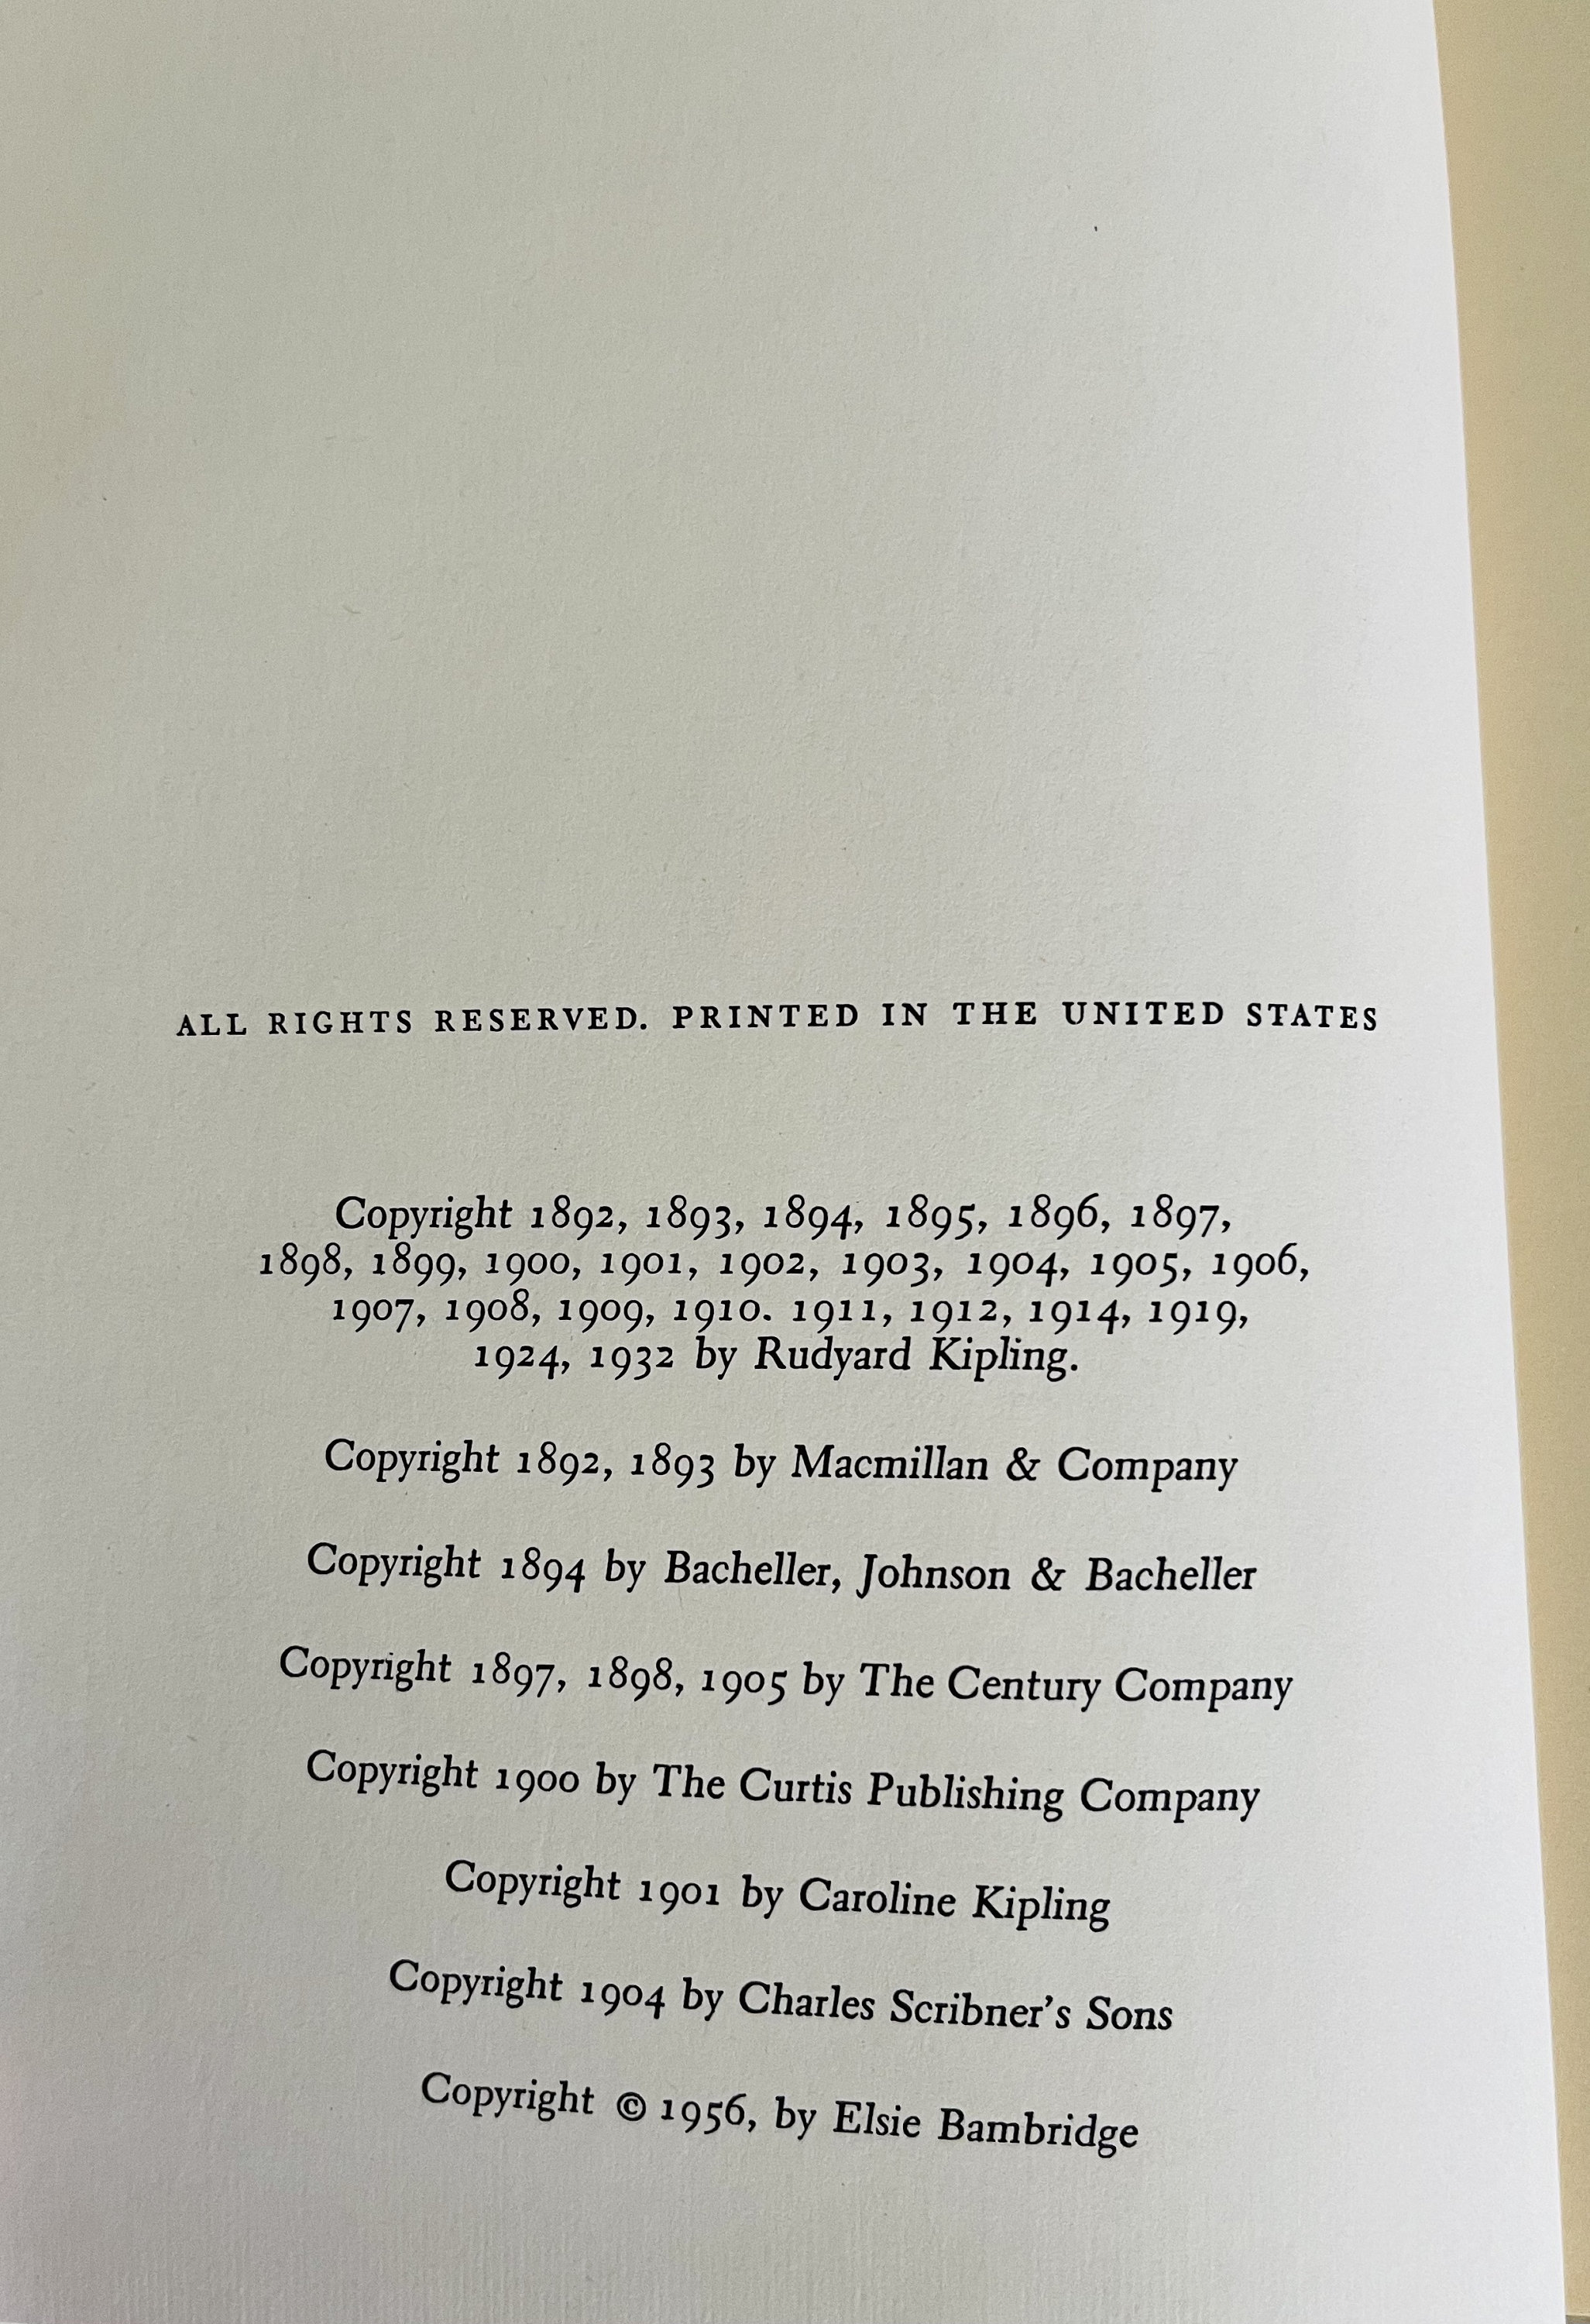 ALL RIGHTS RESERVED. PRINTED IN THE UNITED STATES
Copyright 1892, 1893, 1894, 1895, 1896, 1897,
1898, 1899, 1900, 1901, 1902, 1903, 1904, 1905, 1906,
1907, 1908, 1909, 1910. 1911, 1912, 1914, 1919,
1924, 1932 by Rudyard Kipling.
Copyright 1892, 1893 by Macmillan & Company
Copyright 1894 by Bacheller, Johnson & Bacheller
Copyright 1897, 1898, 1905 by The Century Company
Copyright 1900 by The Curtis Publishing Company
Copyright 1901 by Caroline Kipling
Copyright 1904 by Charles Scribner's Sons
Copyright © 1956, by Elsie Bambridge